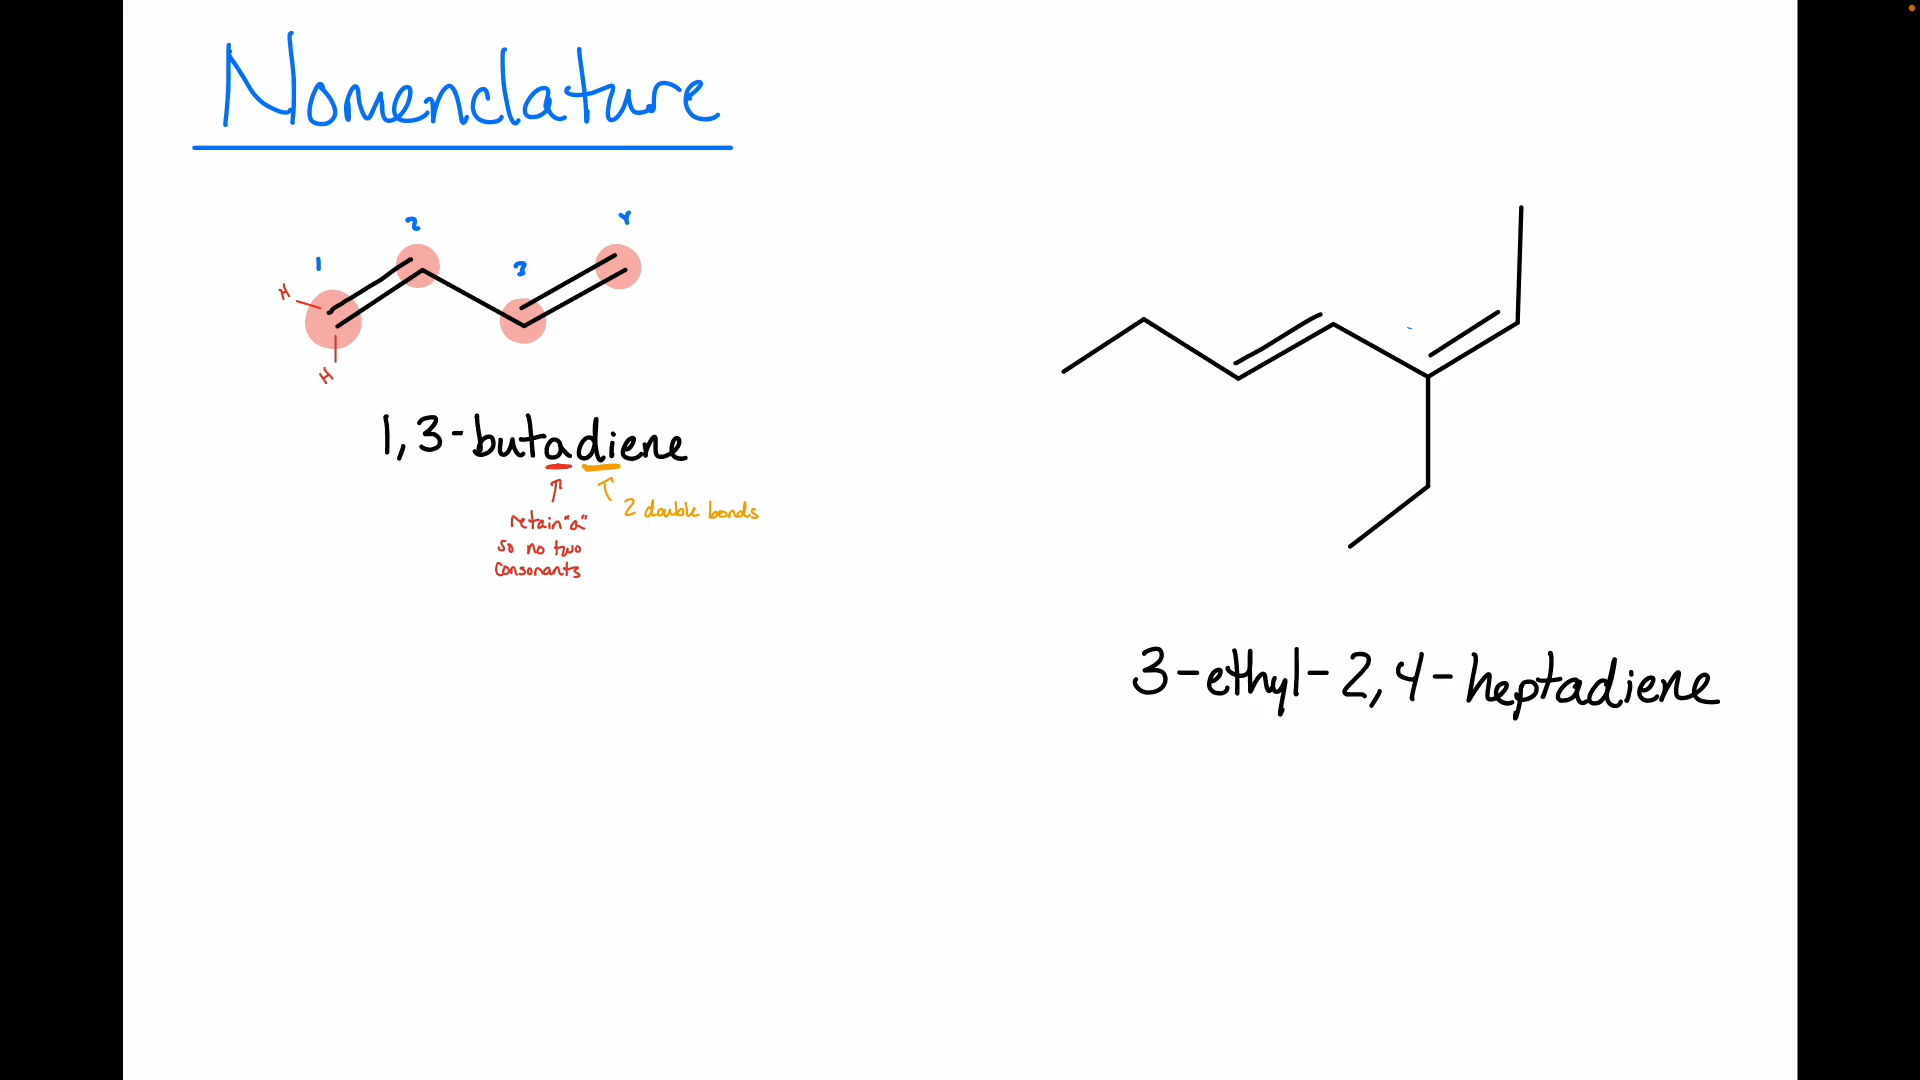 Nomenclature
1 2 3 4
H
H
1,3-butadiene
retain "a"
so no two
consonants
2 double bonds
3-ethyl-2,4-heptadiene